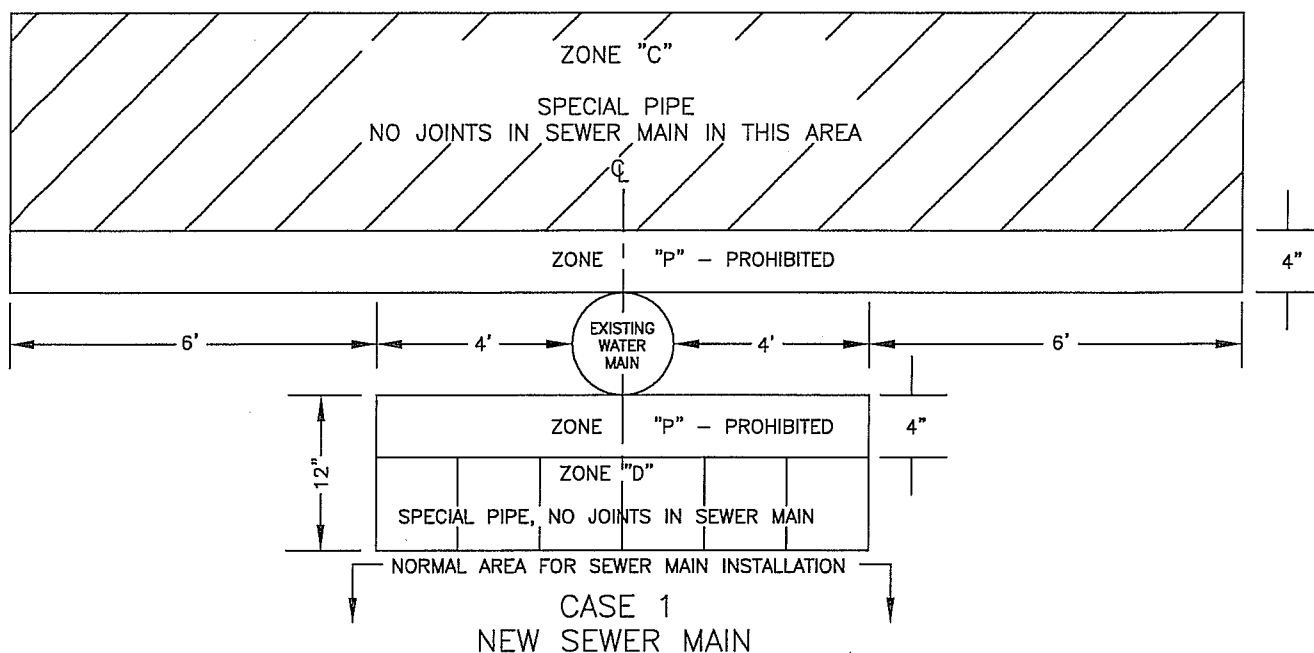 ZONE "C"
SPECIAL PIPE
NO JOINTS IN SEWER MAIN IN THIS AREA
℄
ZONE "P" – PROHIBITED
4"
6'
4'
EXISTING
WATER
MAIN
4'
6'
ZONE "P" – PROHIBITED
4"
12"
ZONE "D"
SPECIAL PIPE, NO JOINTS IN SEWER MAIN
NORMAL AREA FOR SEWER MAIN INSTALLATION
CASE 1
NEW SEWER MAIN